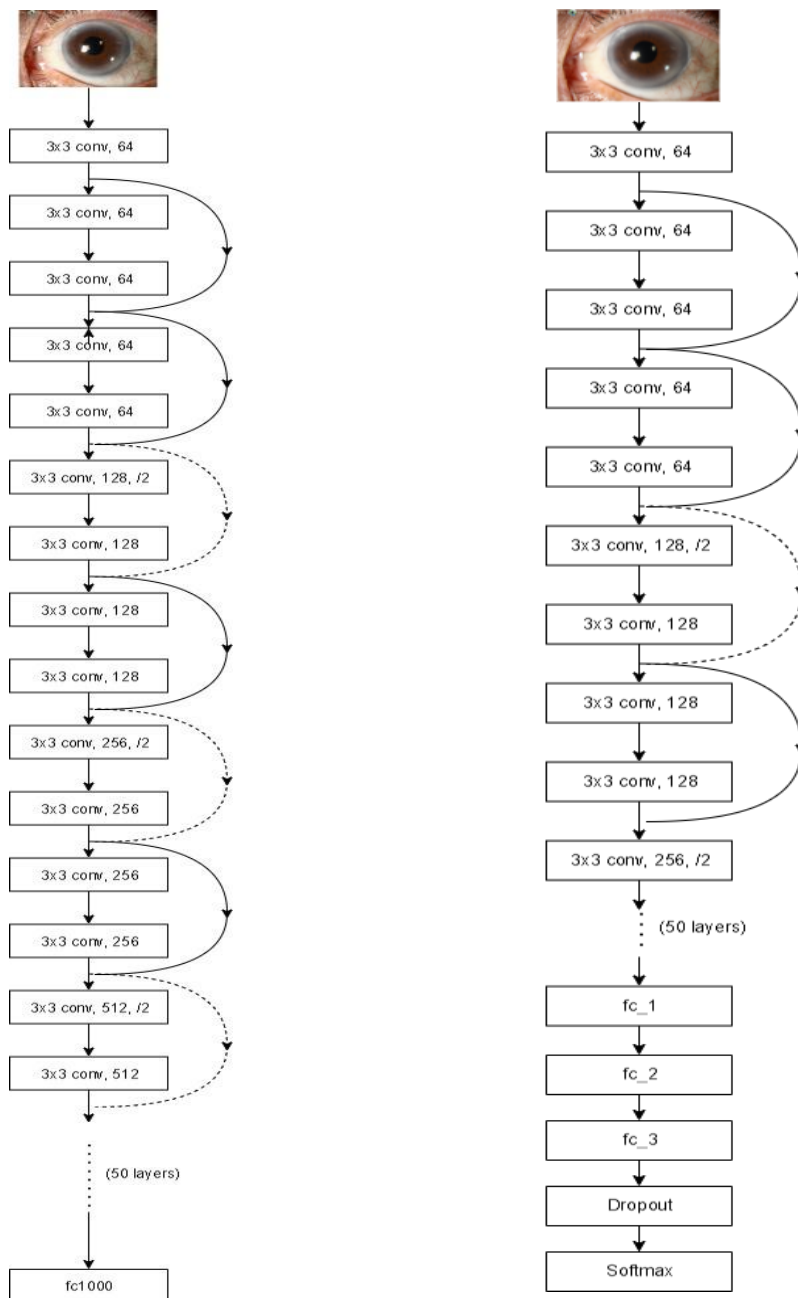 3x3 conv, 64
3x3 conv, 64
3x3 conv, 64
3x3 conv, 64
3x3 conv, 64
3x3 conv, 128, /2
3x3 conv, 128
3x3 conv, 128
3x3 conv, 128
3x3 conv, 256, /2
3x3 conv, 256
3x3 conv, 256
3x3 conv, 256
3x3 conv, 512, /2
3x3 conv, 512
(50 layers)
fc1000
3x3 conv, 64
3x3 conv, 64
3x3 conv, 64
3x3 conv, 64
3x3 conv, 64
3x3 conv, 128, /2
3x3 conv, 128
3x3 conv, 128
3x3 conv, 128
3x3 conv, 256, /2
(50 layers)
fc_1
fc_2
fc_3
Dropout
Softmax